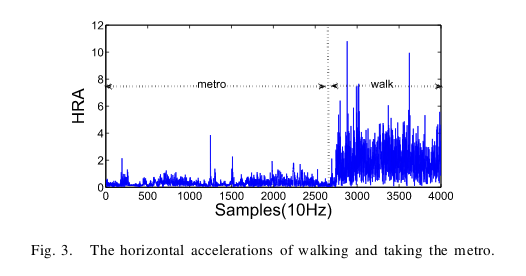 12
10
8
6
4
2
0
HRA
metro
walk
0 500 1000 1500 2000 2500 3000 3500 4000
Samples(10Hz)
Fig. 3. The horizontal accelerations of walking and taking the metro.